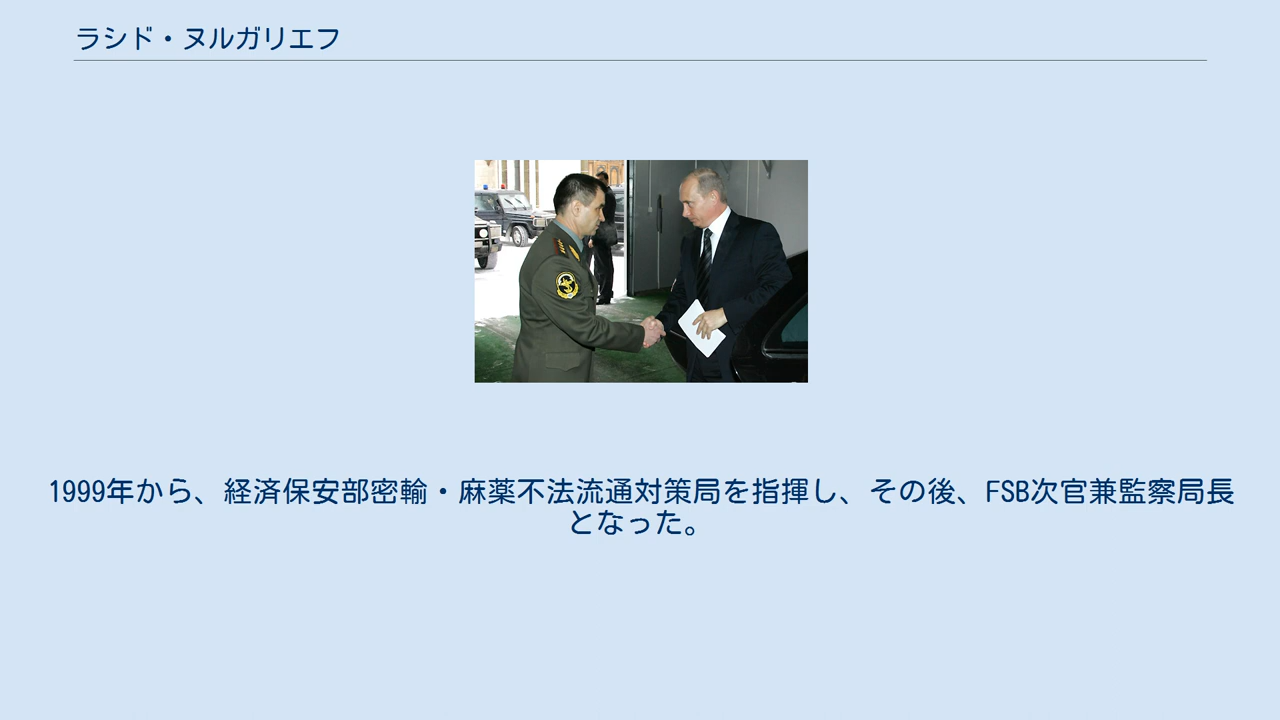 ラシド・ヌルガリエフ
1999年から、経済保安部密輸・麻薬不法流通対策局を指揮し、その後、FSB次官兼監察局長
となった。